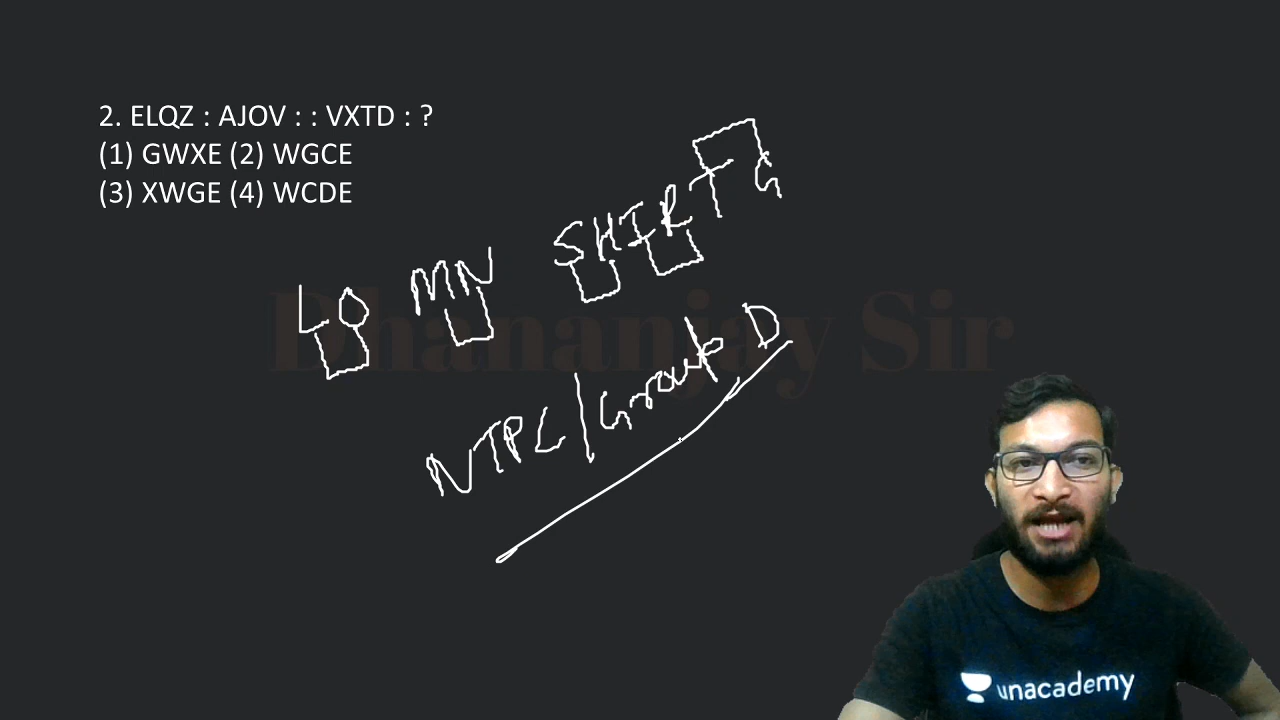 2. ELQZ : AJOV : : VXTD : ?
(1) GWXE (2) WGCE
(3) XWGE (4) WCDE
LO MN SHIRT G
NTPC/Group D
Dhananjay Sir
unacademy